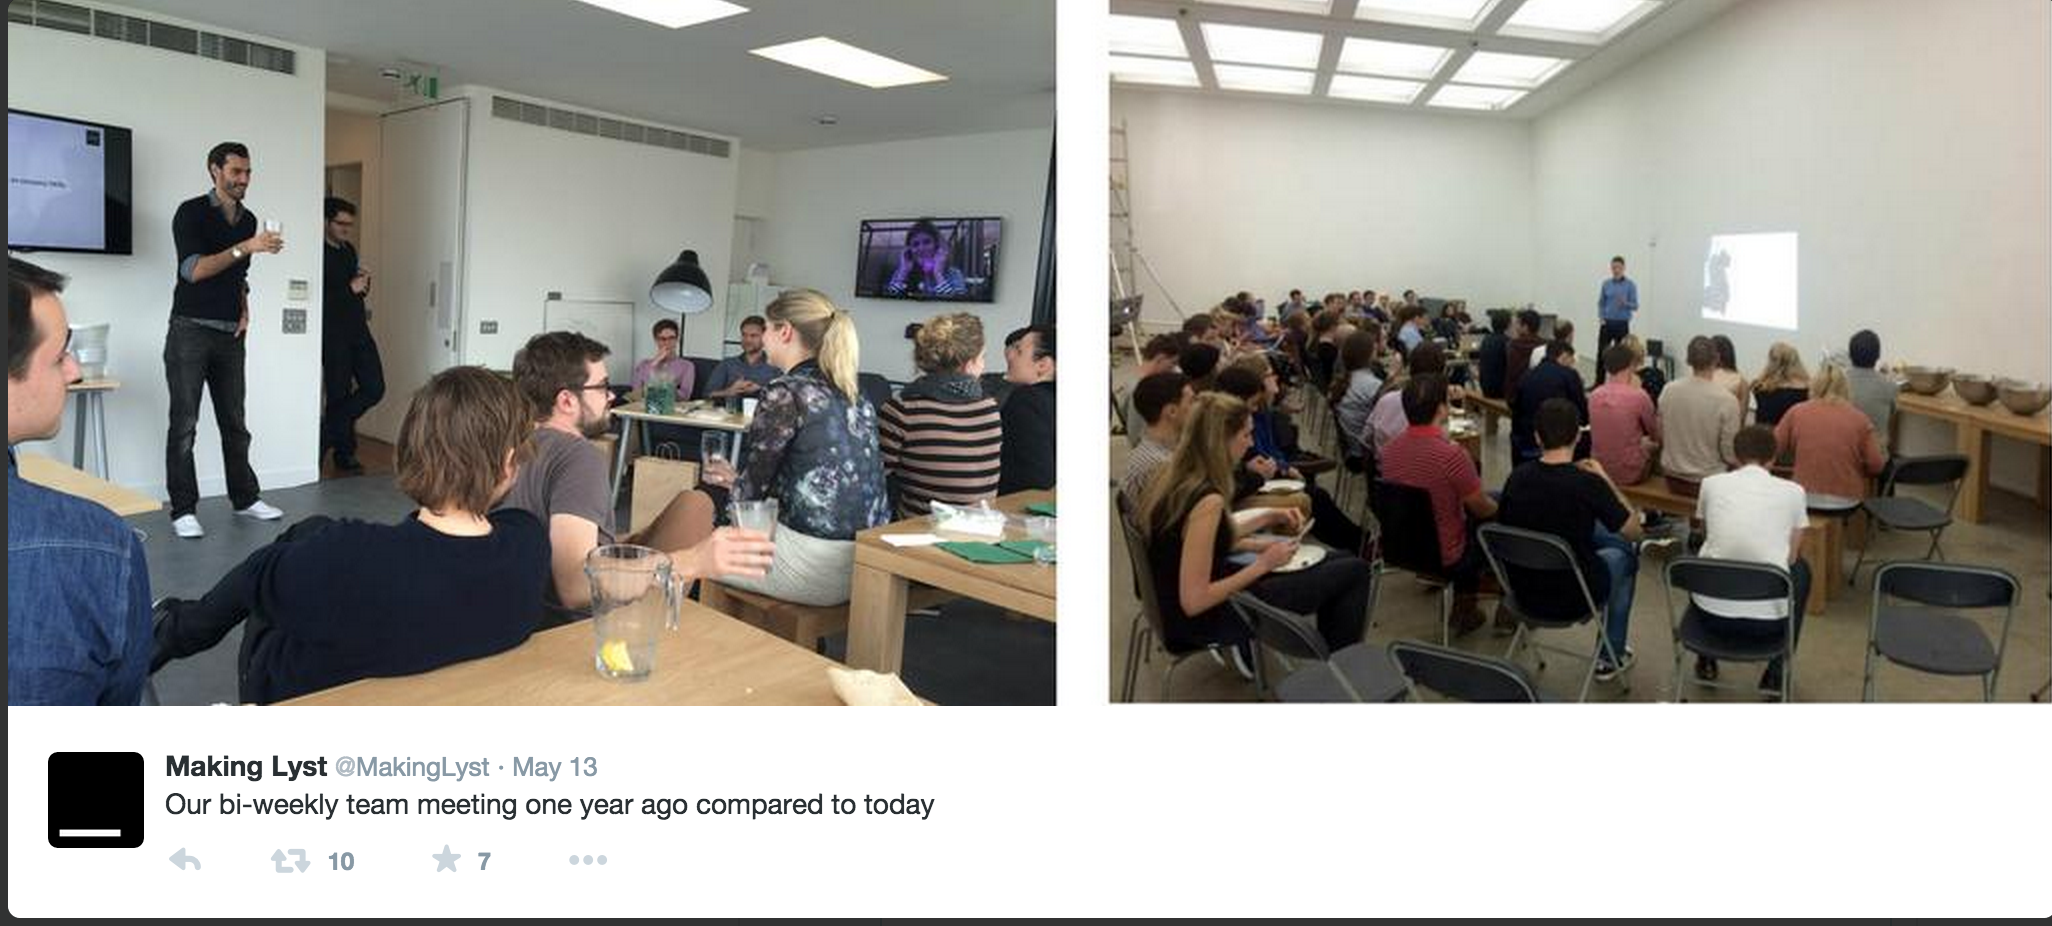 Making Lyst @MakingLyst · May 13
Our bi-weekly team meeting one year ago compared to today
10 7